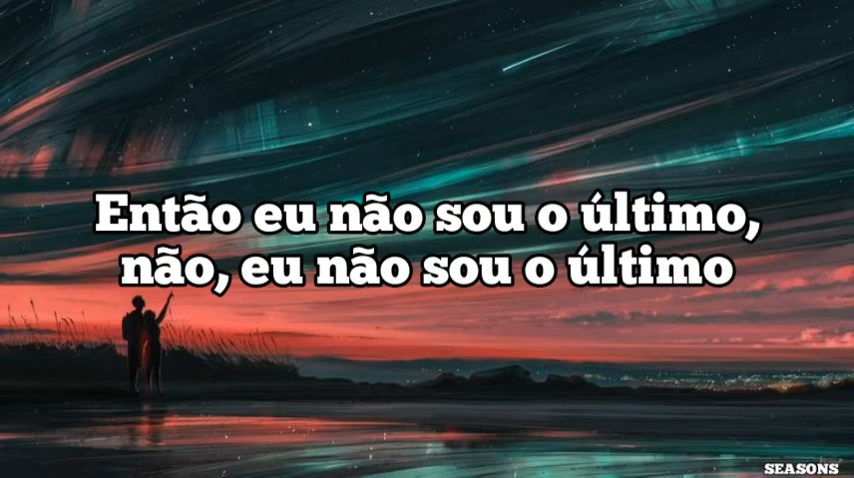 Então eu não sou o último,
não, eu não sou o último
SEASONS